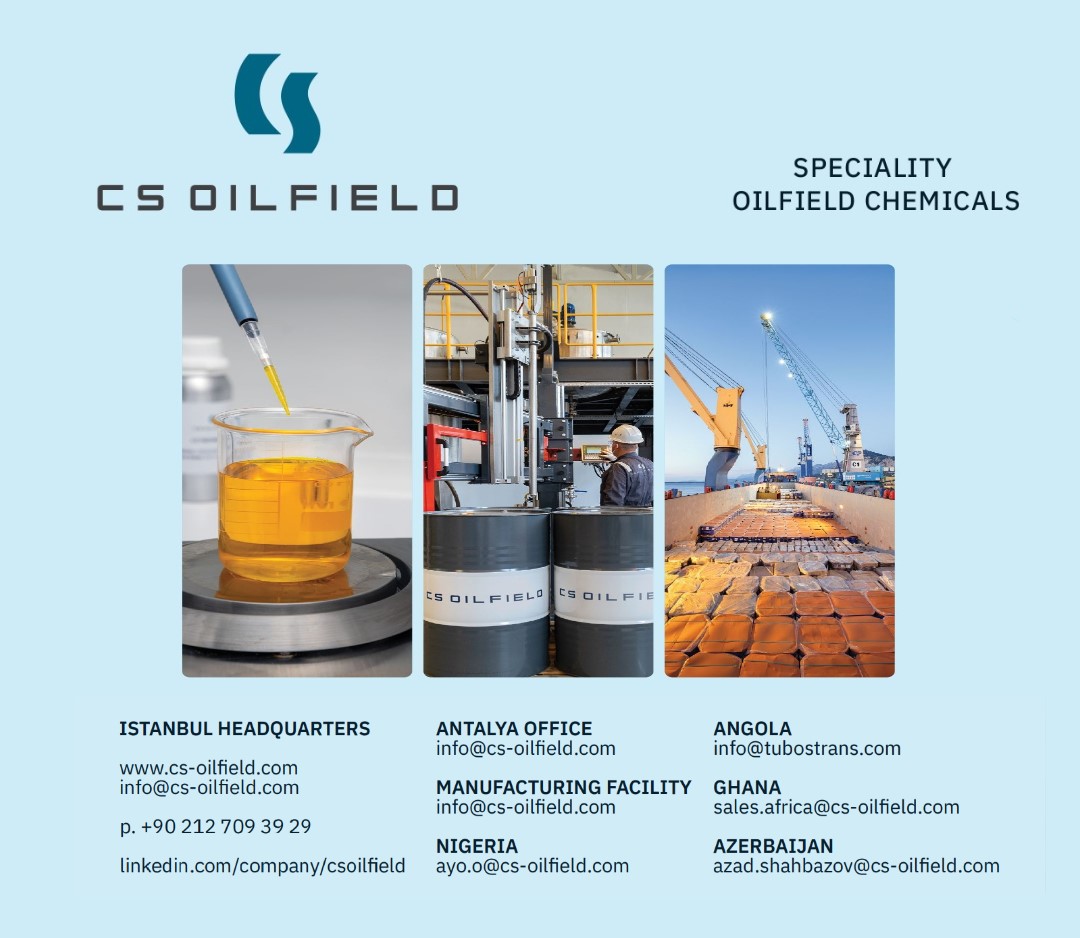 CS OILFIELD
SPECIALITY
OILFIELD CHEMICALS
CS OILFIELD
CS OILFIE
C1
ISTANBUL HEADQUARTERS
www.cs-oilfield.com
info@cs-oilfield.com
p. +90 212 709 39 29
linkedin.com/company/csoilfield
ANTALYA OFFICE
info@cs-oilfield.com
MANUFACTURING FACILITY
info@cs-oilfield.com
NIGERIA
ayo.o@cs-oilfield.com
ANGOLA
info@tubostrans.com
GHANA
sales.africa@cs-oilfield.com
AZERBAIJAN
azad.shahbazov@cs-oilfield.com